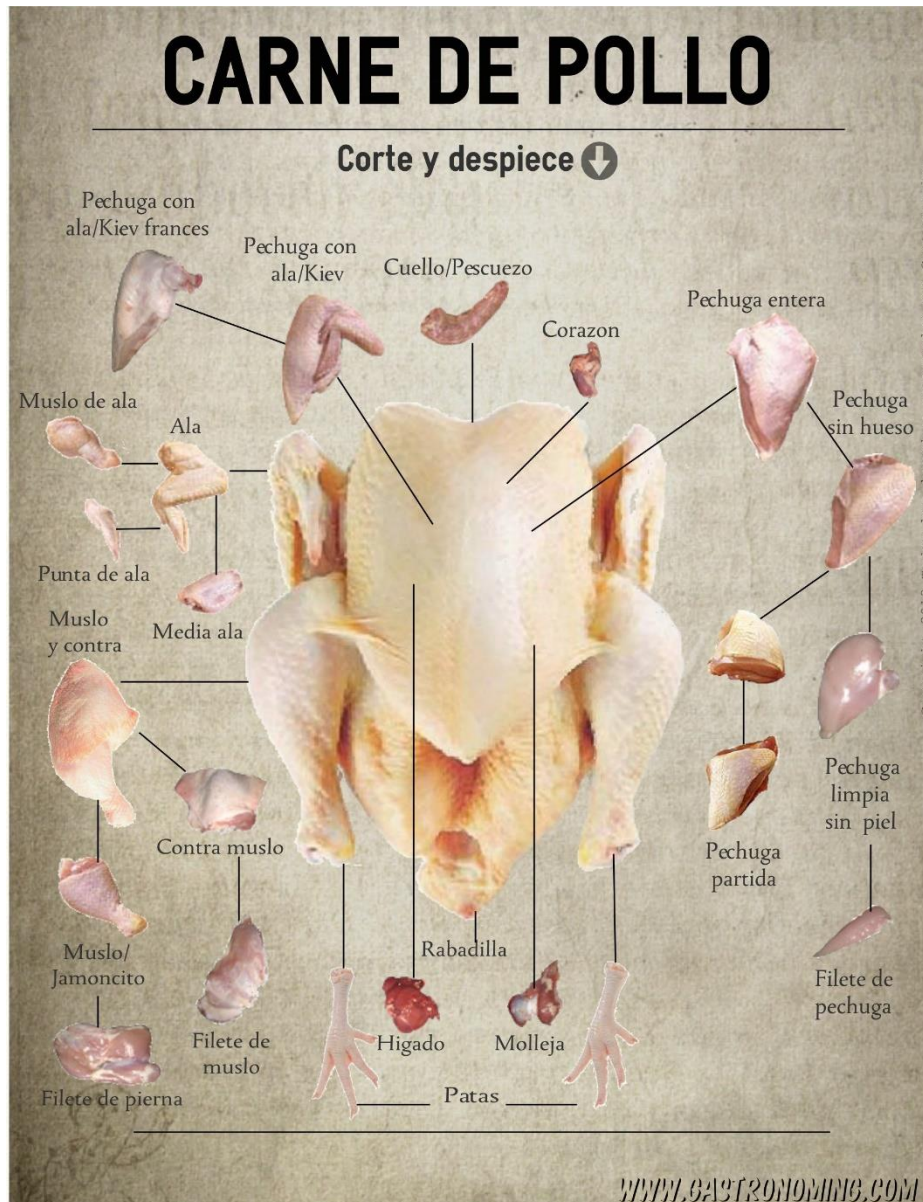 CARNE DE POLLO
Corte y despiece
Pechuga con
ala/Kiev frances
Pechuga con
ala/Kiev
Cuello/Pescuezo
Corazon
Pechuga entera
Pechuga
sin hueso
Muslo de ala
Ala
Punta de ala
Media ala
Muslo
y contra
Contra muslo
Muslo/
Jamoncito
Filete de
muslo
Filete de pierna
Rabadilla
Higado
Molleja
Patas
Pechuga
partida
Pechuga
limpia
sin piel
Filete de
pechuga
WWW.GASTRONOMING.COM